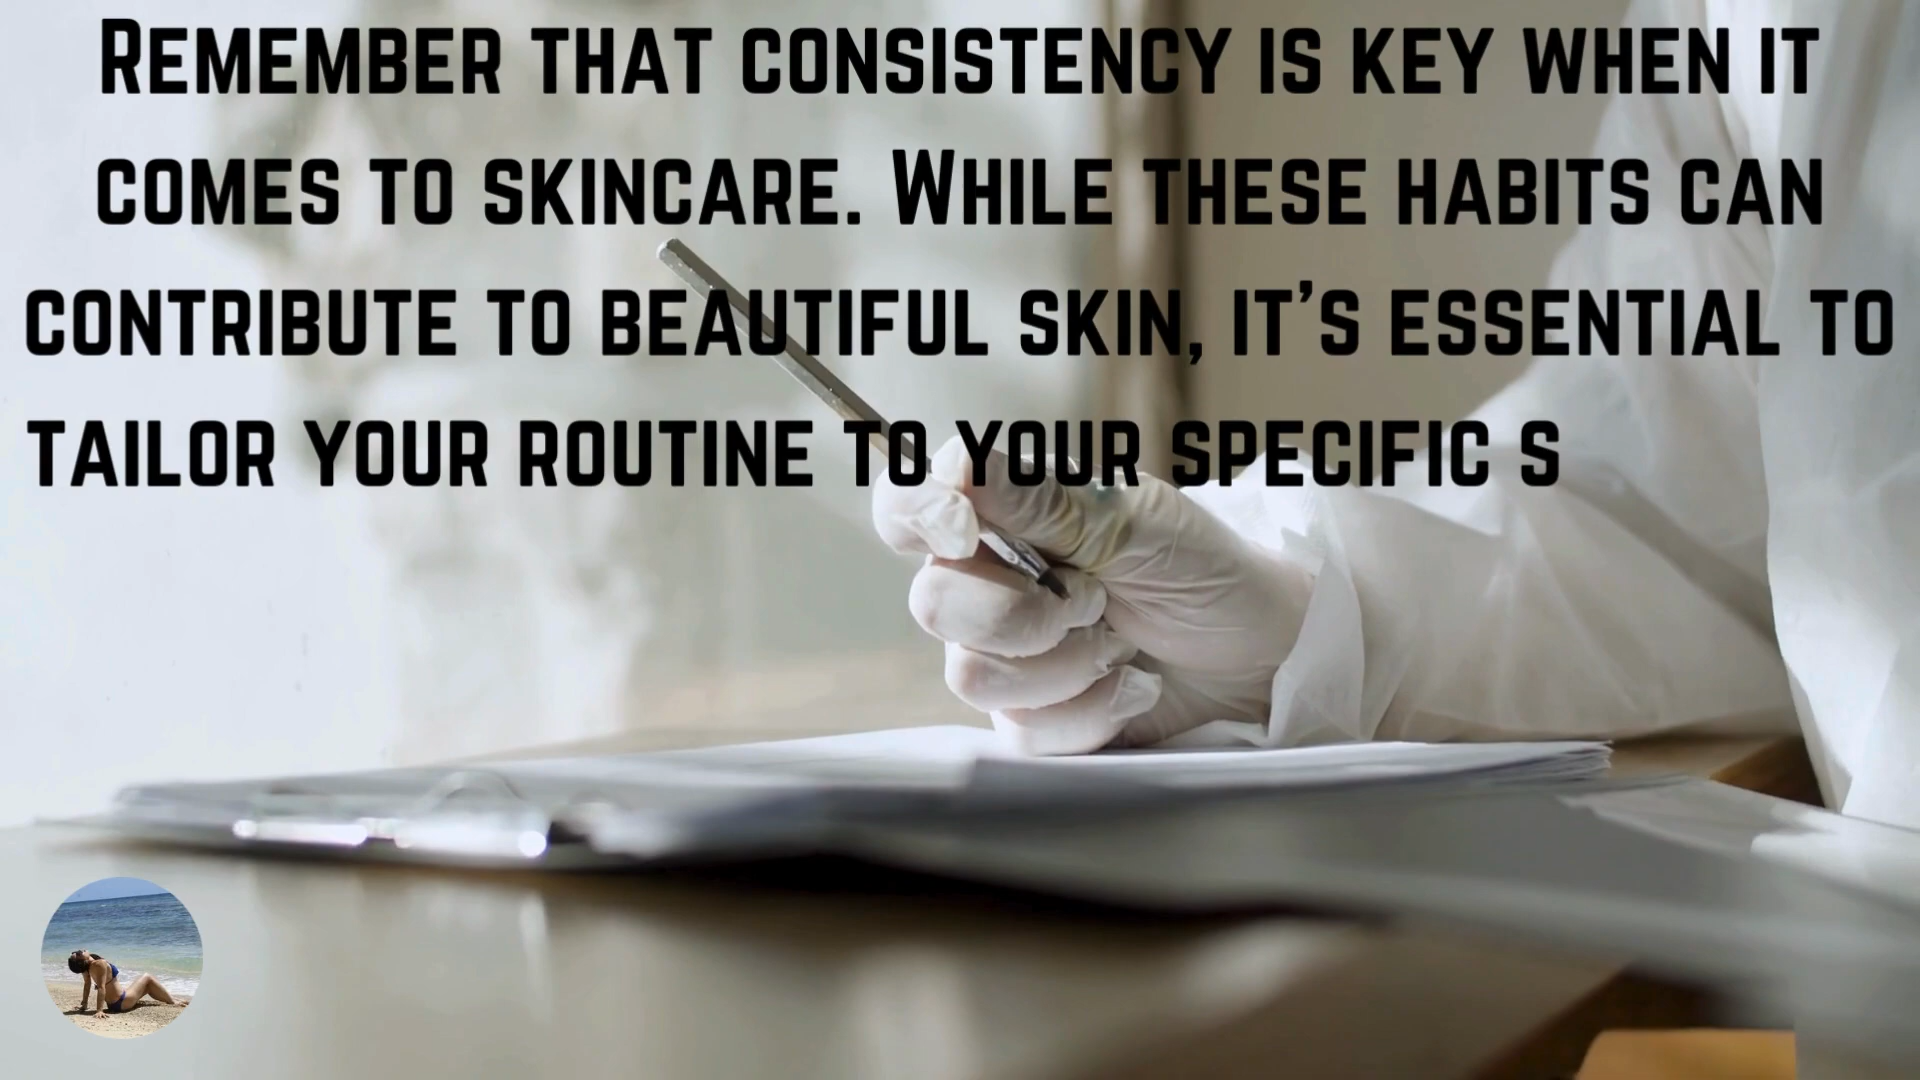 Remember that consistency is key when it
comes to skincare. While these habits can
contribute to beautiful skin, it's essential to
tailor your routine to your specific s